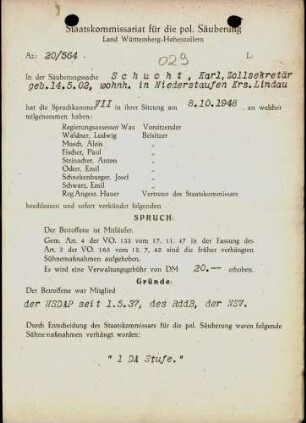 Staatskommissariat für die pol. Säuberung
Land Württemberg-Hohenzollern
Az: 20/564 L:
029
In der Säuberungssache Schucht, Karl, Zollsekretär
geb. 14.5.02, wohnh. in Niederstaufen Krs. Lindau
hat die Spruchkammer VII in ihrer Sitzung am 8.10.1948, an welcher
teilgenommen haben:
Regierungsassessor Wax Vorsitzender
Waldner, Ludwig Beisitzer
Mosch, Alois "
Fischer, Paul "
Steinacher, Anton "
Ocker, Emil "
Schnekenburger, Josef "
Schwarz, Emil "
Reg.Angest. Hauer Vertreter des Staatskommissars
beschlossen und sofort verkündet folgenden
SPRUCH.
Der Betroffene ist Mitläufer.
Gem. Art. 4 der VO. 133 vom 17. 11. 47 in der Fassung des
Art. 3 der VO. 165 vom 13. 7. 48 sind die früher verhängten
Sühnemaßnahmen aufgehoben.
Es wird eine Verwaltungsgebühr von DM 20.-- erhoben.
Gründe:
Der Betroffene war Mitglied
der NSDAP seit 1.5.37, des RddB, der NSV.
Durch Entscheidung des Staatskommissars für die pol. Säuberung waren folgende
Sühnemaßnahmen verhängt worden:
"1 DA Stufe."